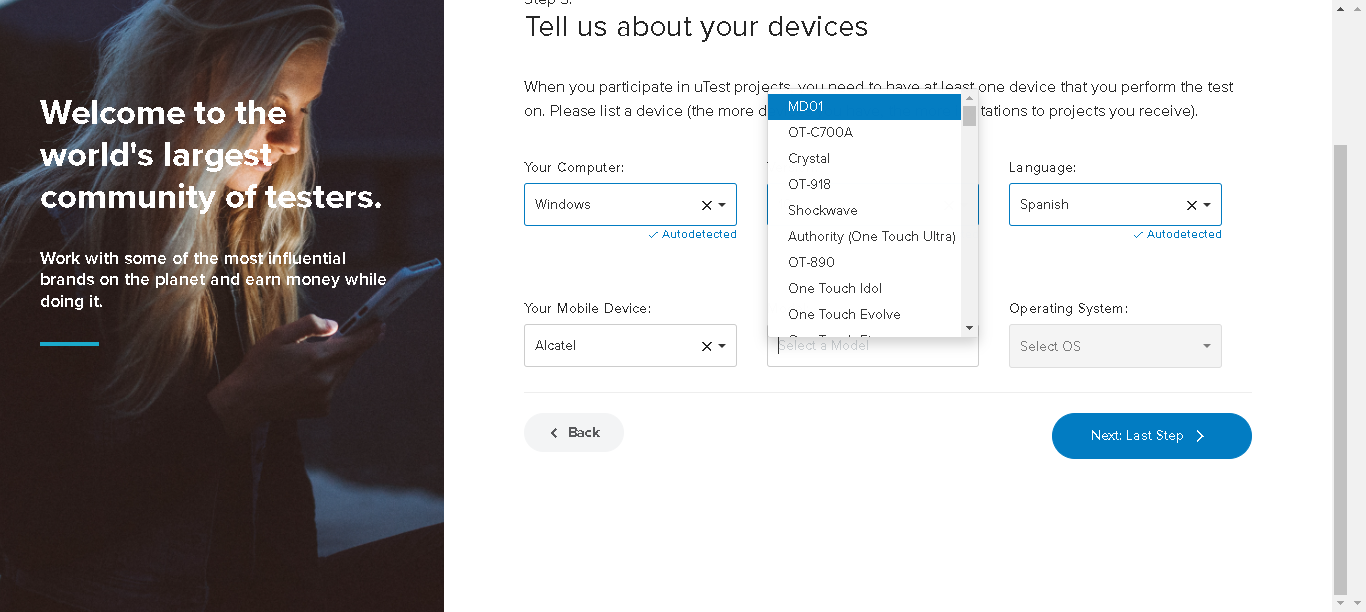 Step 3:
Tell us about your devices
Welcome to the
world's largest
community of testers.
Work with some of the most influential
brands on the planet and earn money while
doing it.
When you participate in uTest projects, you need to have at least one device that you perform the test
on. Please list a device (the more d
tations to projects you receive).
Your Computer:
Windows
Autodetected
MD01
OT-C700A
Crystal
OT-918
Shockwave
Authority (One Touch Ultra)
OT-890
One Touch Idol
One Touch Evolve
One Touch
Language:
Spanish
Autodetected
Your Mobile Device:
Alcatel
Select a Model
Operating System:
Select OS
Back
Next: Last Step